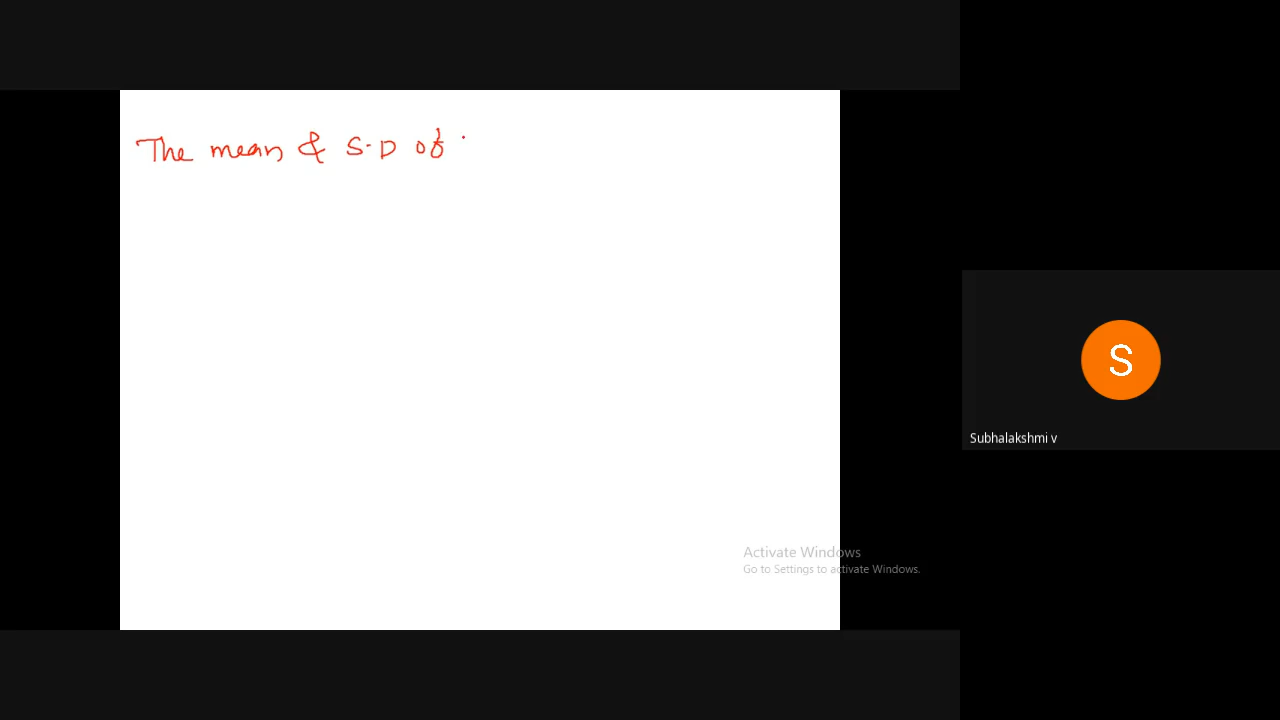 The mean & S.D of
S
Subhalakshmi v
Activate Windows
Go to Settings to activate Windows.